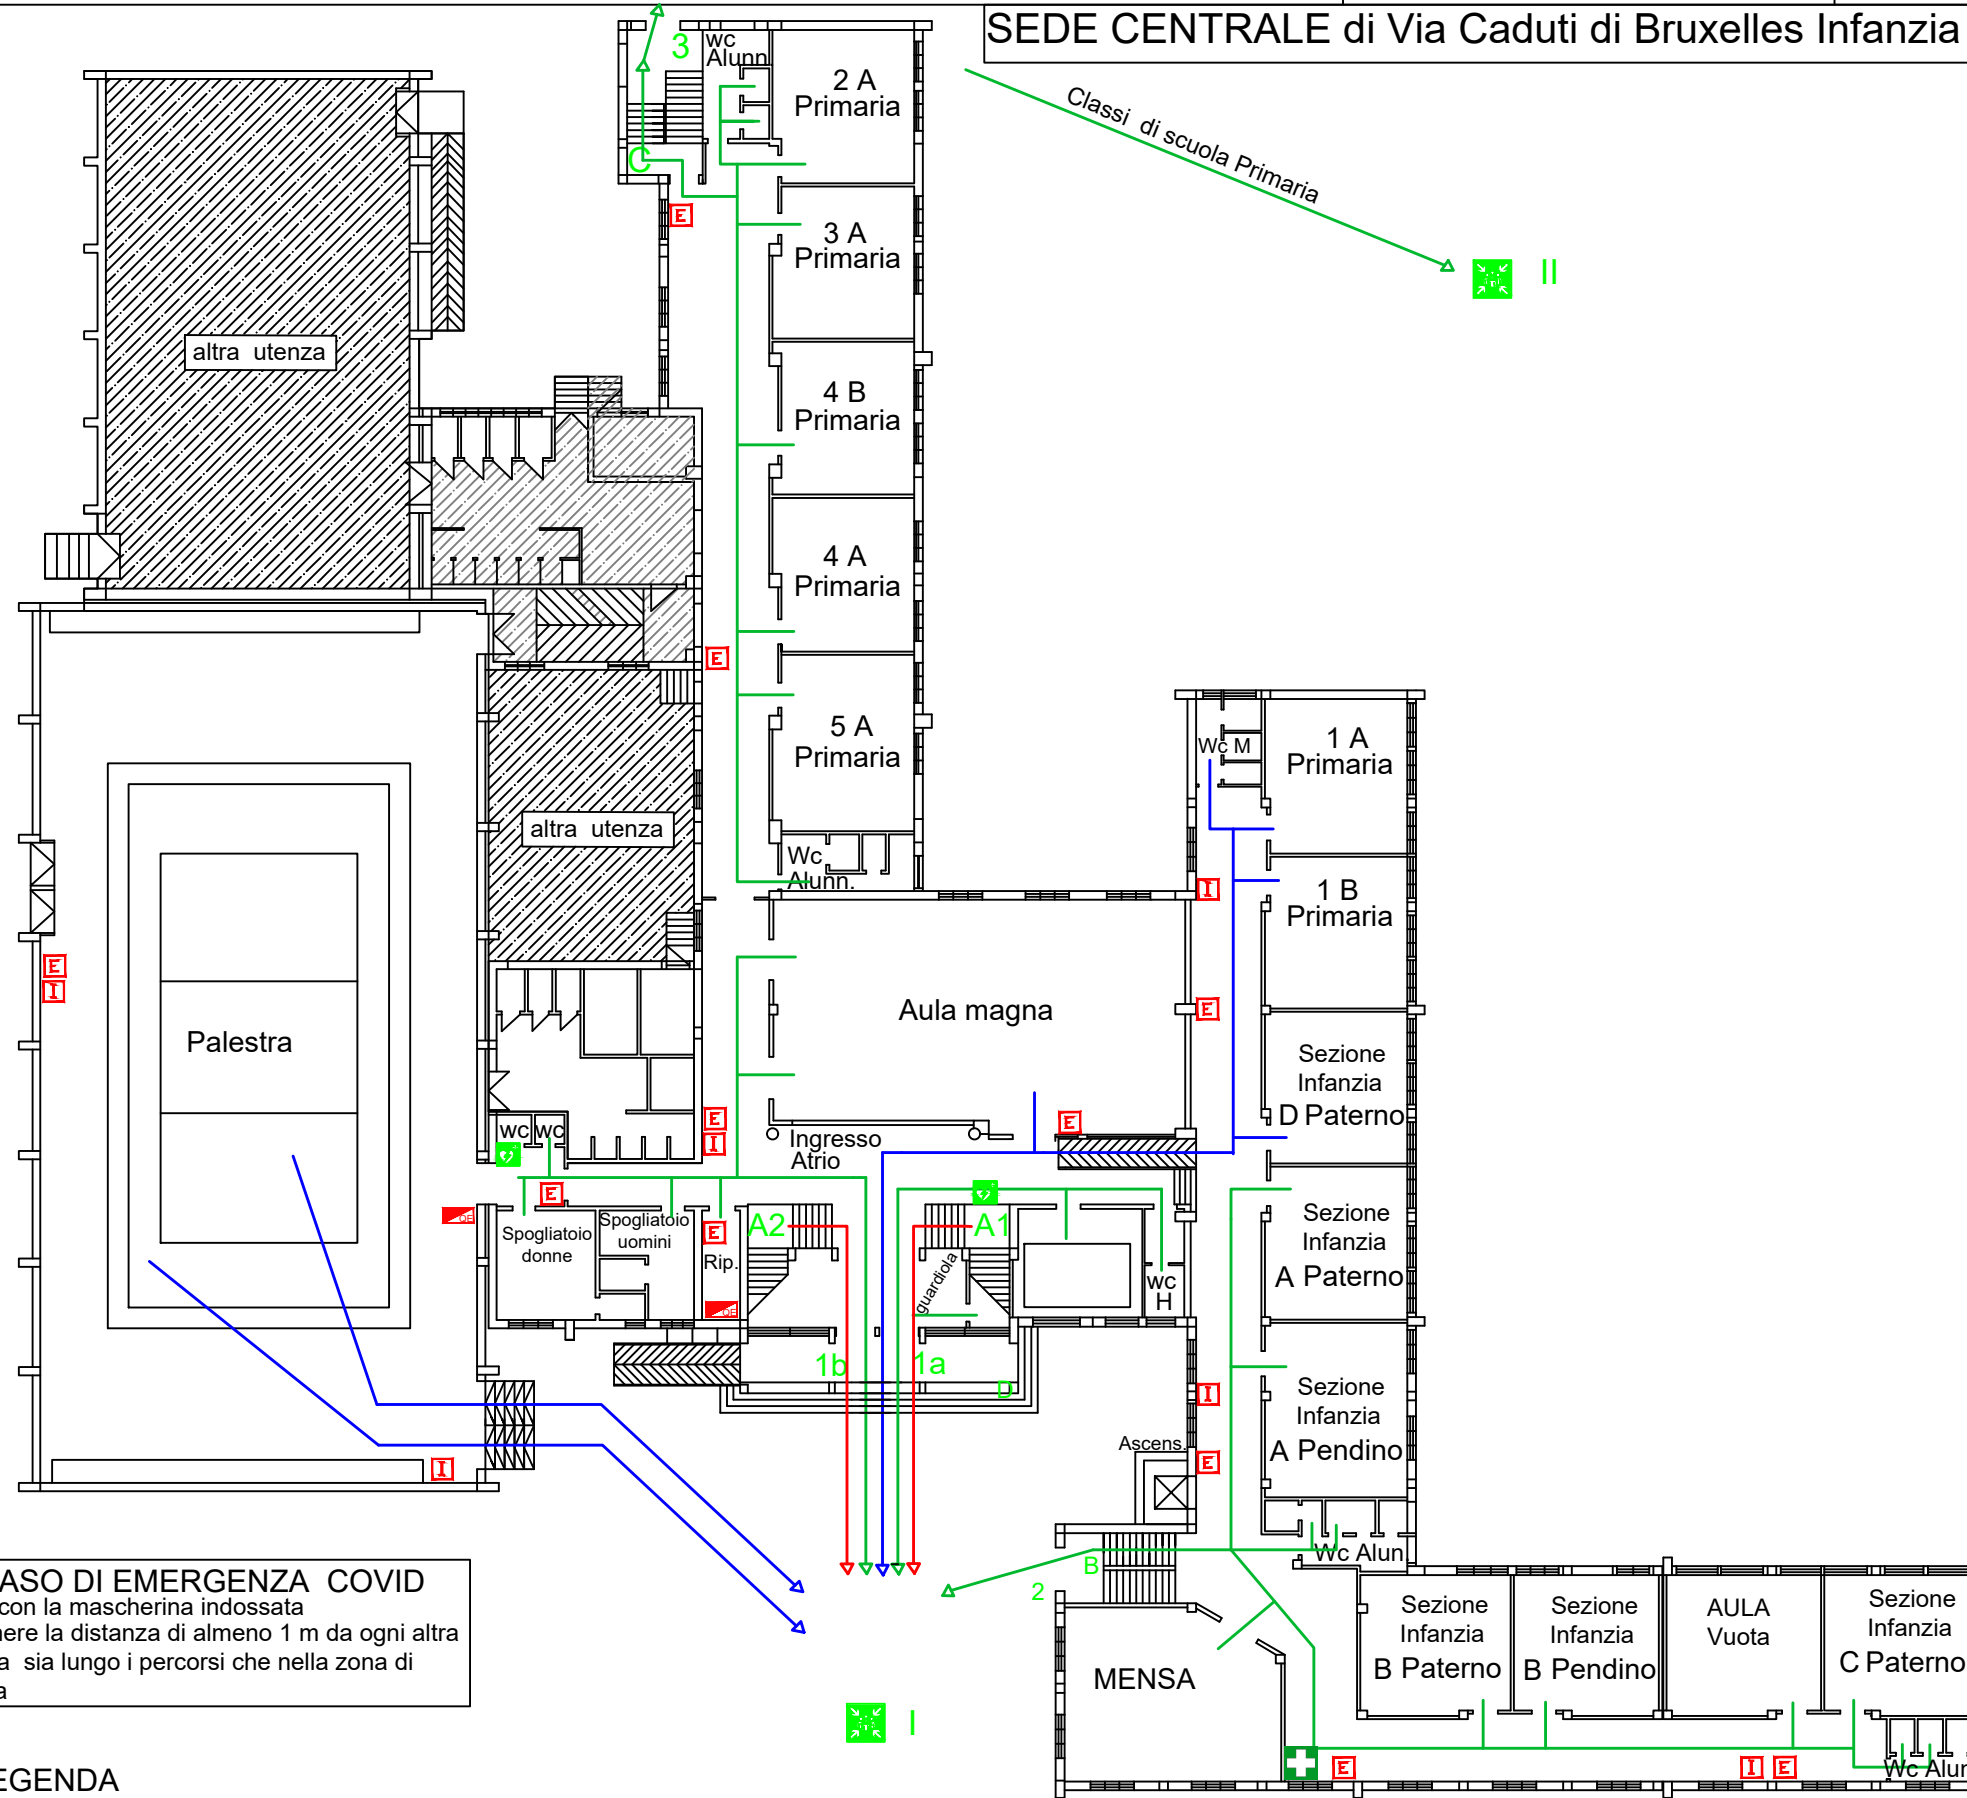 SEDE CENTRALE di Via Caduti di Bruxelles Infanzia
3
wc
Alunn.
2 A
Primaria
Classi di scuola Primaria
C
E
3 A
Primaria
II
altra utenza
4 B
Primaria
4 A
Primaria
E
5 A
Primaria
1 A
Primaria
Wc M
altra utenza
Wc
Alunn.
I
1 B
Primaria
E
I
Aula magna
E
Palestra
Sezione
Infanzia
D Paterno
E
I
E
wc
wc
Ingresso
Atrio
E
QE
Spogliatoio
donne
Spogliatoio
uomini
E
Rip.
QE
A2
A1
guardiola
wc
H
Sezione
Infanzia
A Paterno
1b
1a
D
I
Sezione
Infanzia
A Pendino
Ascens.
E
I
B
2
Wc Alun.
ASO DI EMERGENZA COVID
con la mascherina indossata
nere la distanza di almeno 1 m da ogni altra
a sia lungo i percorsi che nella zona di
a
Sezione
Infanzia
B Paterno
Sezione
Infanzia
B Pendino
AULA
Vuota
Sezione
Infanzia
C Paterno
MENSA
I
E
I
E
Wc Alun
EGENDA